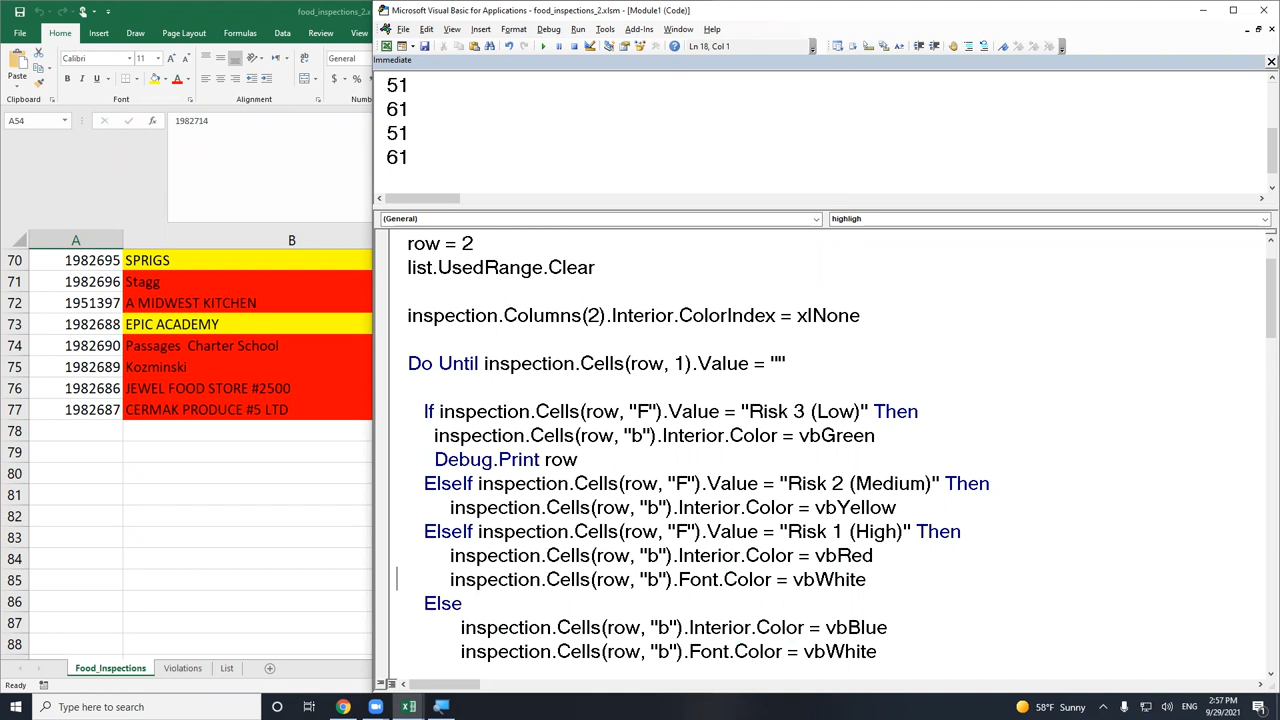 food_inspections_2.x
File
Home
Insert
Draw
Page Layout
Formulas
Data
Review
View
Paste
Calibri
11
General
B I U
$ %
Clipboard
Font
Alignment
Numb
A54
fx
1982714
A
B
70 1982695 SPRIGS
71 1982696 Stagg
72 1951397 A MIDWEST KITCHEN
73 1982688 EPIC ACADEMY
74 1982690 Passages Charter School
75 1982689 Kozminski
76 1982686 JEWEL FOOD STORE #2500
77 1982687 CERMAK PRODUCE #5 LTD
78
79
80
81
82
83
84
85
86
87
88
Food_Inspections
Violations
List
Ready
Microsoft Visual Basic for Applications - food_inspections_2.xlsm - [Module1 (Code)]
File Edit View Insert Format Debug Run Tools Add-Ins Window Help
Ln 18, Col 1
Immediate
51
61
51
61
(General)
highligh
row = 2
list.UsedRange.Clear
inspection.Columns(2).Interior.ColorIndex = xlNone
Do Until inspection.Cells(row, 1).Value = ""
If inspection.Cells(row, "F").Value = "Risk 3 (Low)" Then
inspection.Cells(row, "b").Interior.Color = vbGreen
Debug.Print row
ElseIf inspection.Cells(row, "F").Value = "Risk 2 (Medium)" Then
inspection.Cells(row, "b").Interior.Color = vbYellow
ElseIf inspection.Cells(row, "F").Value = "Risk 1 (High)" Then
inspection.Cells(row, "b").Interior.Color = vbRed
inspection.Cells(row, "b").Font.Color = vbWhite
Else
inspection.Cells(row, "b").Interior.Color = vbBlue
inspection.Cells(row, "b").Font.Color = vbWhite
Type here to search
58°F Sunny
2:57 PM
9/29/2021